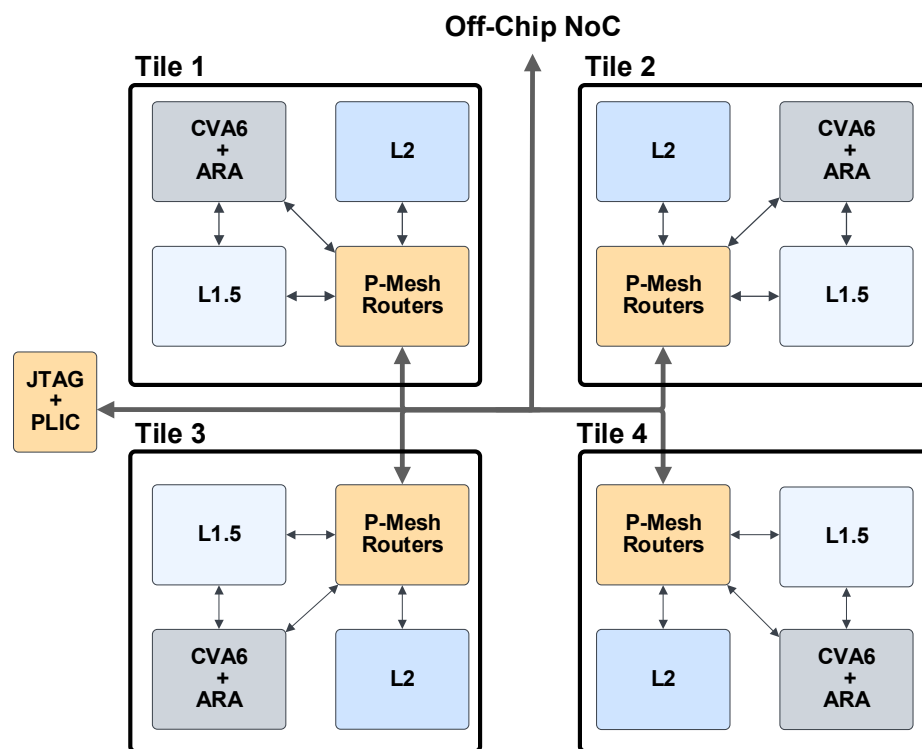 Off-Chip NoC
Tile 1
CVA6
+
ARA
L2
L1.5
P-Mesh
Routers
Tile 2
L2
CVA6
+
ARA
P-Mesh
Routers
L1.5
JTAG
+
PLIC
Tile 3
L1.5
P-Mesh
Routers
CVA6
+
ARA
L2
Tile 4
P-Mesh
Routers
L1.5
L2
CVA6
+
ARA